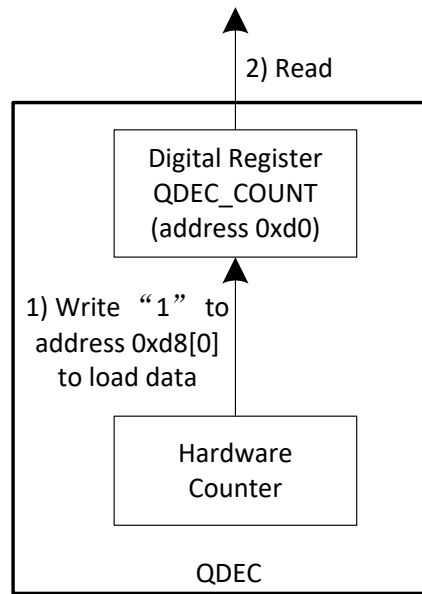 2) Read
Digital Register
QDEC_COUNT
(address 0xd0)
1) Write “1” to
address 0xd8[0]
to load data
Hardware
Counter
QDEC